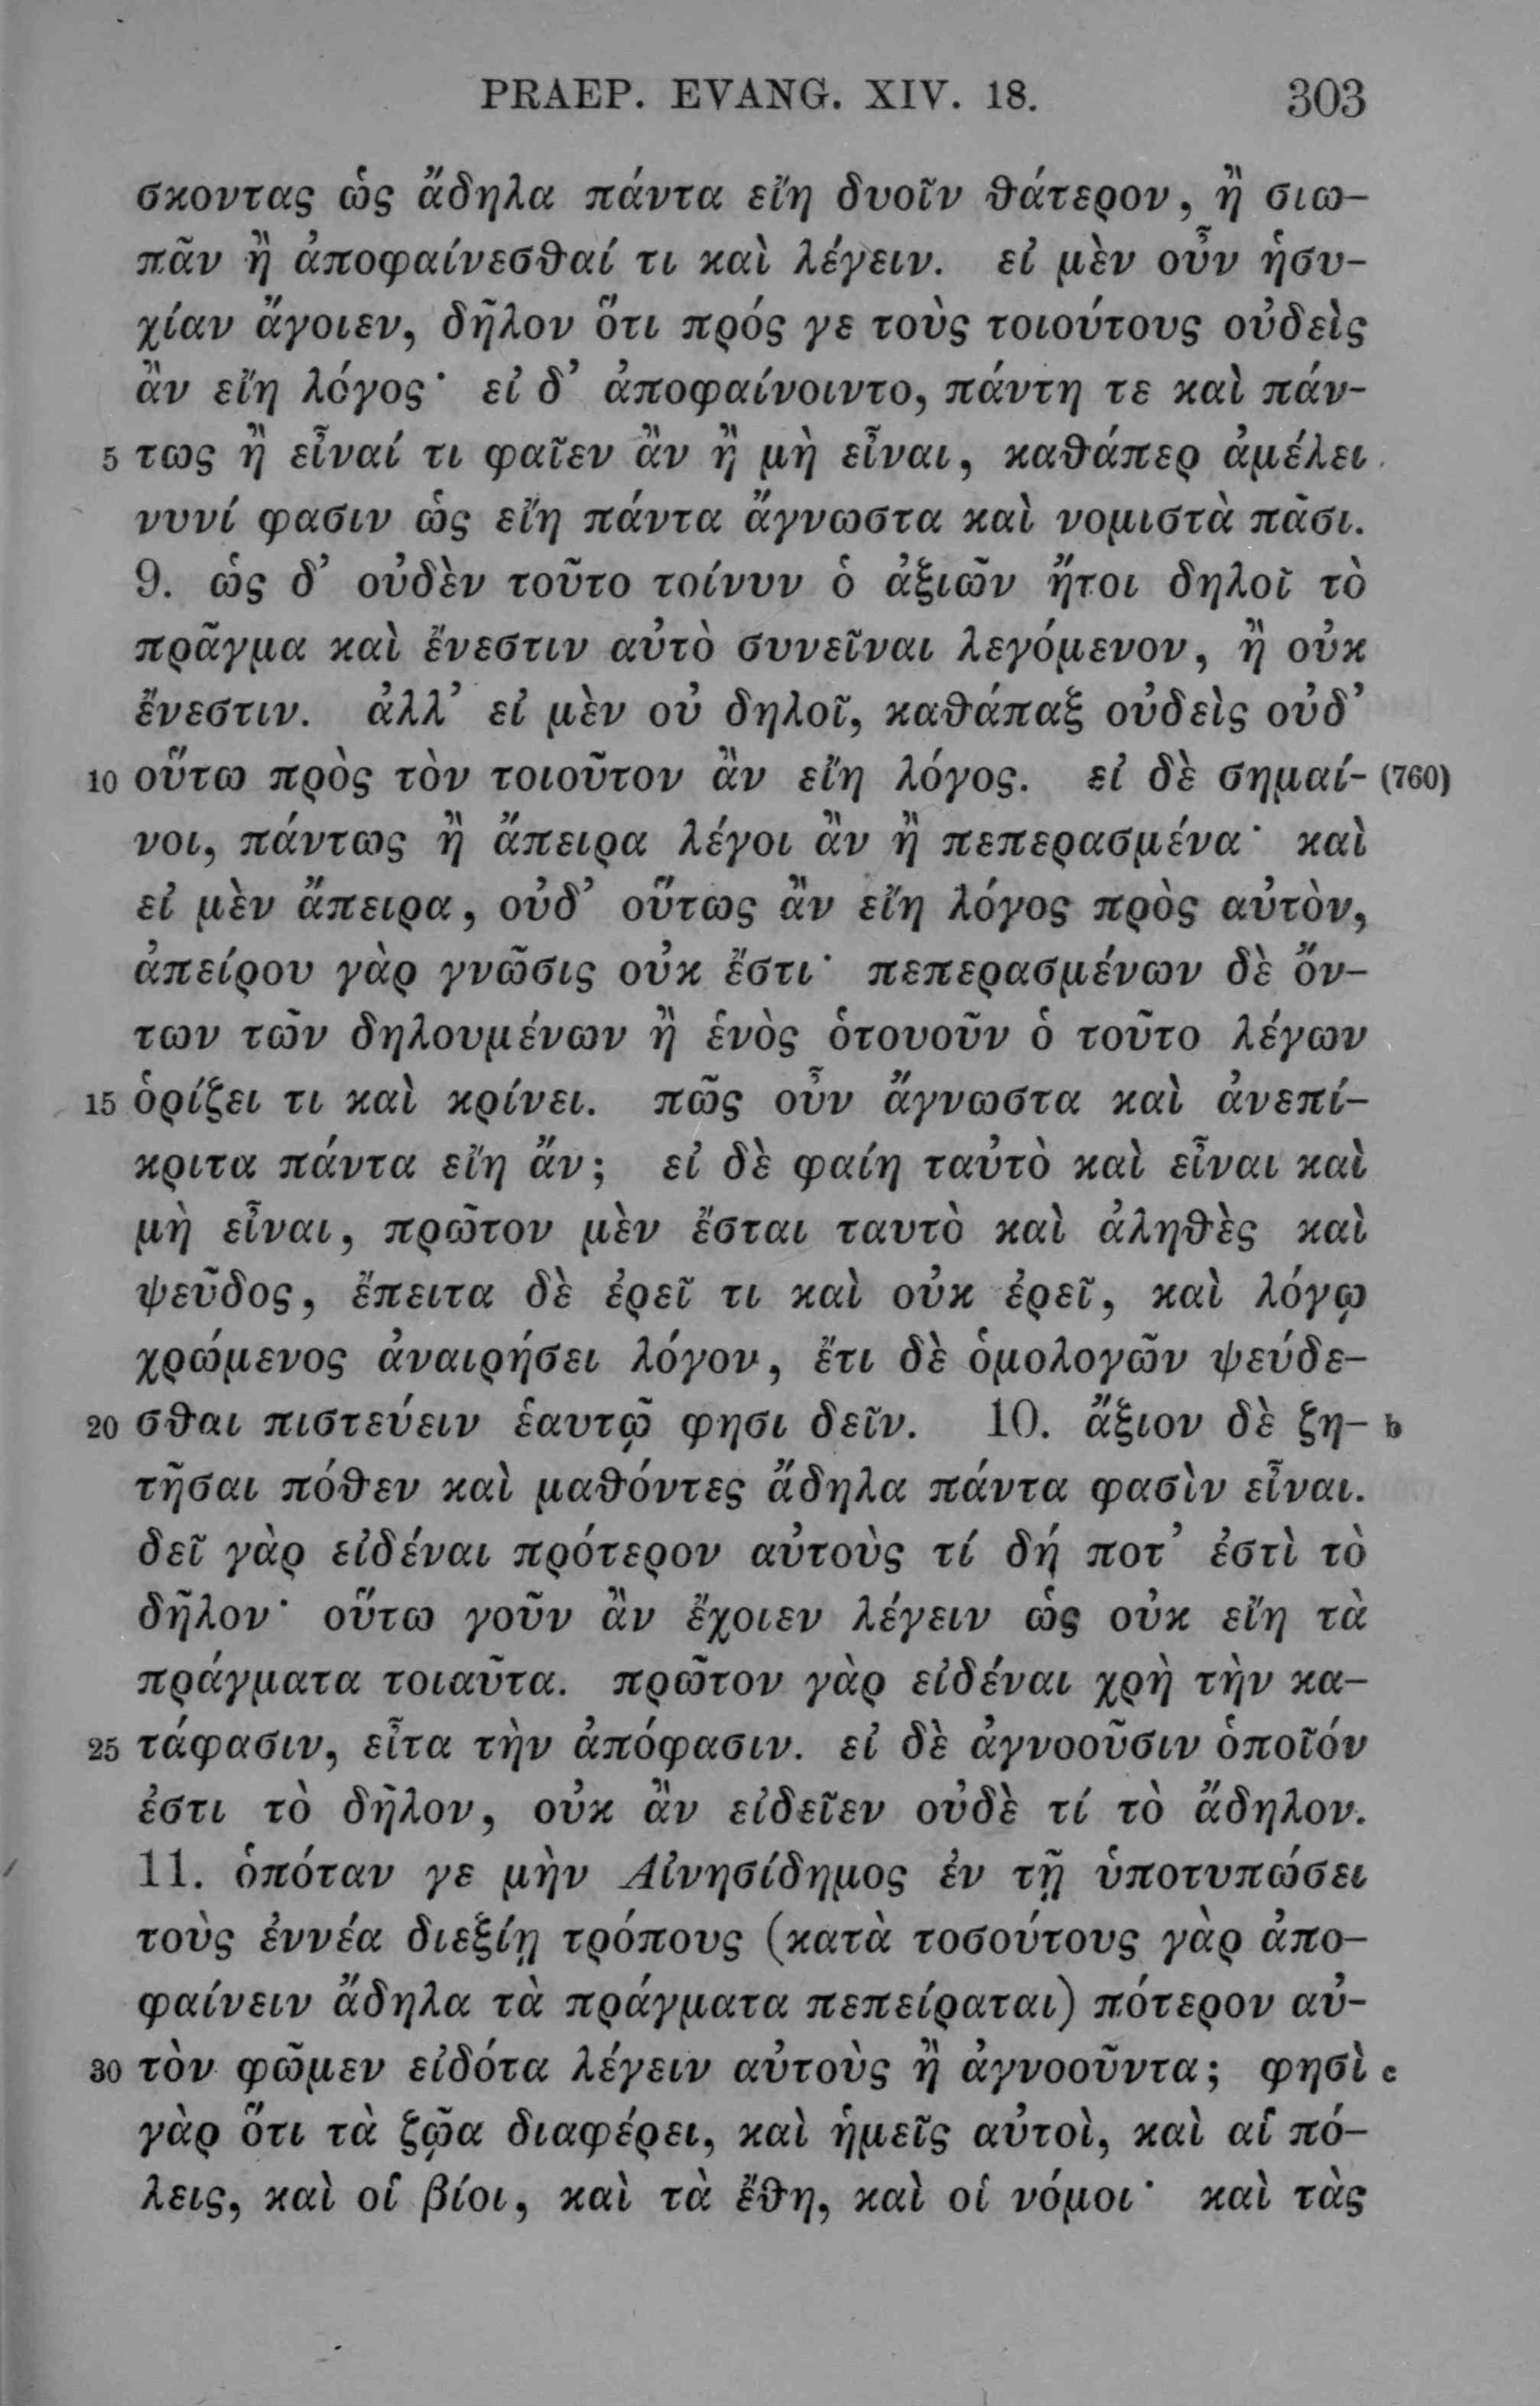 PRAEP. EVANG. XIV. 18. 303
σκοντας ὡς ἄδηλα πάντα εἴη δυοῖν θάτερον, ἢ σιω-
πᾶν ἢ ἀποφαίνεσθαί τι καὶ λέγειν. εἰ μὲν οὖν ἡσυ-
χίαν ἄγοιεν, δῆλον ὅτι πρός γε τοὺς τοιούτους οὐδεὶς
ἂν εἴη λόγος· εἰ δ’ ἀποφαίνοιντο, πάντη τε καὶ πάν-
5 τως ἢ εἶναί τι φαῖεν ἂν ἢ μὴ εἶναι, καθάπερ ἀμέλει
νυνί φασιν ὡς εἴη πάντα ἄγνωστα καὶ νομιστὰ πᾶσι.
9. ὡς δ’ οὐδὲν τοῦτο τοίνυν ὁ ἀξιῶν ἤτοι δηλοῖ τὸ
πρᾶγμα καὶ ἔνεστιν αὐτὸ συνεῖναι λεγόμενον, ἢ οὐκ
ἔνεστιν. ἀλλ’ εἰ μὲν οὐ δηλοῖ, καθάπαξ οὐδεὶς οὐδ’
10 οὕτω πρὸς τὸν τοιοῦτον ἂν εἴη λόγος. εἰ δὲ σημαί- (760)
νοι, πάντως ἢ ἄπειρα λέγοι ἂν ἢ πεπερασμένα· καὶ
εἰ μὲν ἄπειρα, οὐδ’ οὕτως ἂν εἴη λόγος πρὸς αὐτὸν,
ἀπείρου γὰρ γνῶσις οὐκ ἔστι· πεπερασμένων δὲ ὄν-
των τῶν δηλουμένων ἢ ἑνὸς ὁτουοῦν ὁ τοῦτο λέγων
15 ὁρίζει τι καὶ κρίνει. πῶς οὖν ἄγνωστα καὶ ἀνεπί-
κριτα πάντα εἴη ἄν; εἰ δὲ φαίη ταὐτὸ καὶ εἶναι καὶ
μὴ εἶναι, πρῶτον μὲν ἔσται ταυτὸ καὶ ἀληθὲς καὶ
ψεῦδος, ἔπειτα δὲ ἐρεῖ τι καὶ οὐκ ἐρεῖ, καὶ λόγῳ
χρώμενος ἀναιρήσει λόγον, ἔτι δὲ ὁμολογῶν ψεύδε-
20 σθαι πιστεύειν ἑαυτῷ φησι δεῖν. 10. ἄξιον δὲ ζη- b
τῆσαι πόθεν καὶ μαθόντες ἄδηλα πάντα φασὶν εἶναι.
δεῖ γὰρ εἰδέναι πρότερον αὐτοὺς τί δή ποτ’ ἐστὶ τὸ
δῆλον· οὕτω γοῦν ἂν ἔχοιεν λέγειν ὡς οὐκ εἴη τὰ
πράγματα τοιαῦτα. πρῶτον γὰρ εἰδέναι χρὴ τὴν κα-
25 τάφασιν, εἶτα τὴν ἀπόφασιν. εἰ δὲ ἀγνοοῦσιν ὁποῖόν
ἐστι τὸ δῆλον, οὐκ ἂν εἰδεῖεν οὐδὲ τί τὸ ἄδηλον.
11. ὁπόταν γε μὴν Αἰνησίδημος ἐν τῇ ὑποτυπώσει
τοὺς ἐννέα διεξίῃ τρόπους (κατὰ τοσούτους γὰρ ἀπο-
φαίνειν ἄδηλα τὰ πράγματα πεπείραται) πότερον αὐ-
30 τὸν φῶμεν εἰδότα λέγειν αὐτοὺς ἢ ἀγνοοῦντα; φησὶ c
γὰρ ὅτι τὰ ζῷα διαφέρει, καὶ ἡμεῖς αὐτοὶ, καὶ αἱ πό-
λεις, καὶ οἱ βίοι, καὶ τὰ ἔθη, καὶ οἱ νόμοι· καὶ τὰς